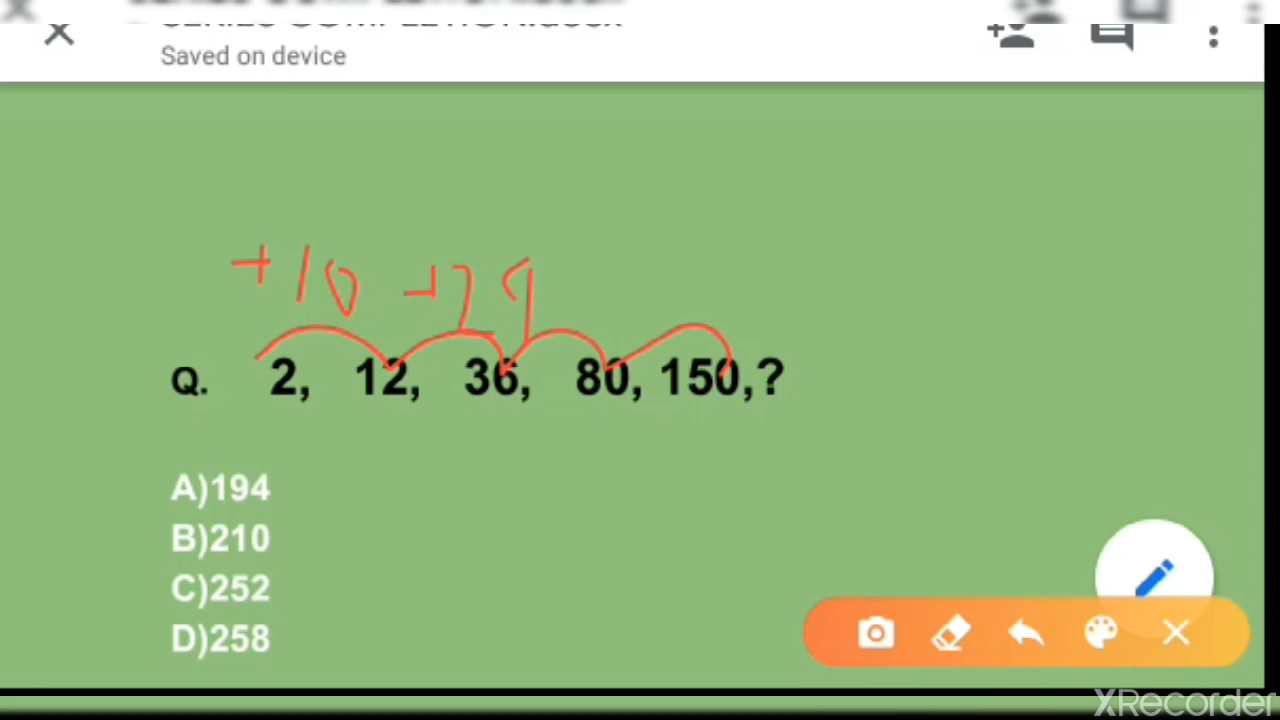 Saved on device
+10 +24
Q. 2, 12, 36, 80, 150,?
A)194
B)210
C)252
D)258
XRecorder